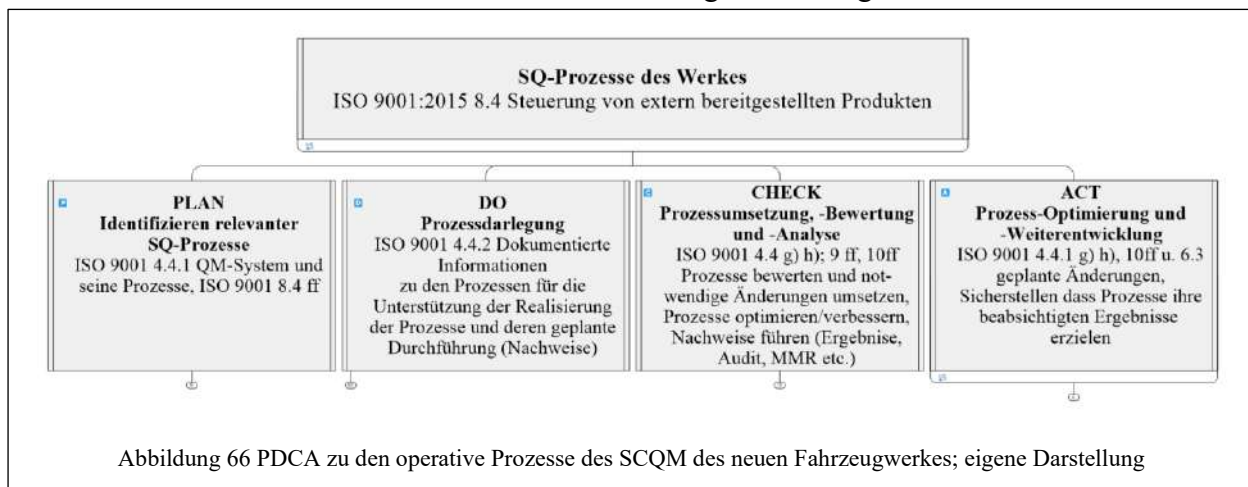 SQ-Prozesse des Werkes
ISO 9001:2015 8.4 Steuerung von extern bereitgestellten Produkten
PLAN
Identifizieren relevanter
SQ-Prozesse
ISO 9001 4.4.1 QM-System und
seine Prozesse, ISO 9001 8.4 ff
DO
Prozessdarlegung
ISO 9001 4.4.2 Dokumentierte
Informationen
zu den Prozessen für die
Unterstützung der Realisierung
der Prozesse und deren geplante
Durchführung (Nachweise)
CHECK
Prozessumsetzung, -Bewertung
und -Analyse
ISO 9001 4.4 g) h); 9 ff, 10ff
Prozesse bewerten und not-
wendige Änderungen umsetzen,
Prozesse optimieren/verbessern,
Nachweise führen (Ergebnise,
Audit, MMR etc.)
ACT
Prozess-Optimierung und
-Weiterentwicklung
ISO 9001 4.4.1 g) h), 10ff u. 6.3
geplante Änderungen,
Sicherstellen dass Prozesse ihre
beabsichtigten Ergebnisse
erzielen
Abbildung 66 PDCA zu den operative Prozesse des SCQM des neuen Fahrzeugwerkes; eigene Darstellung